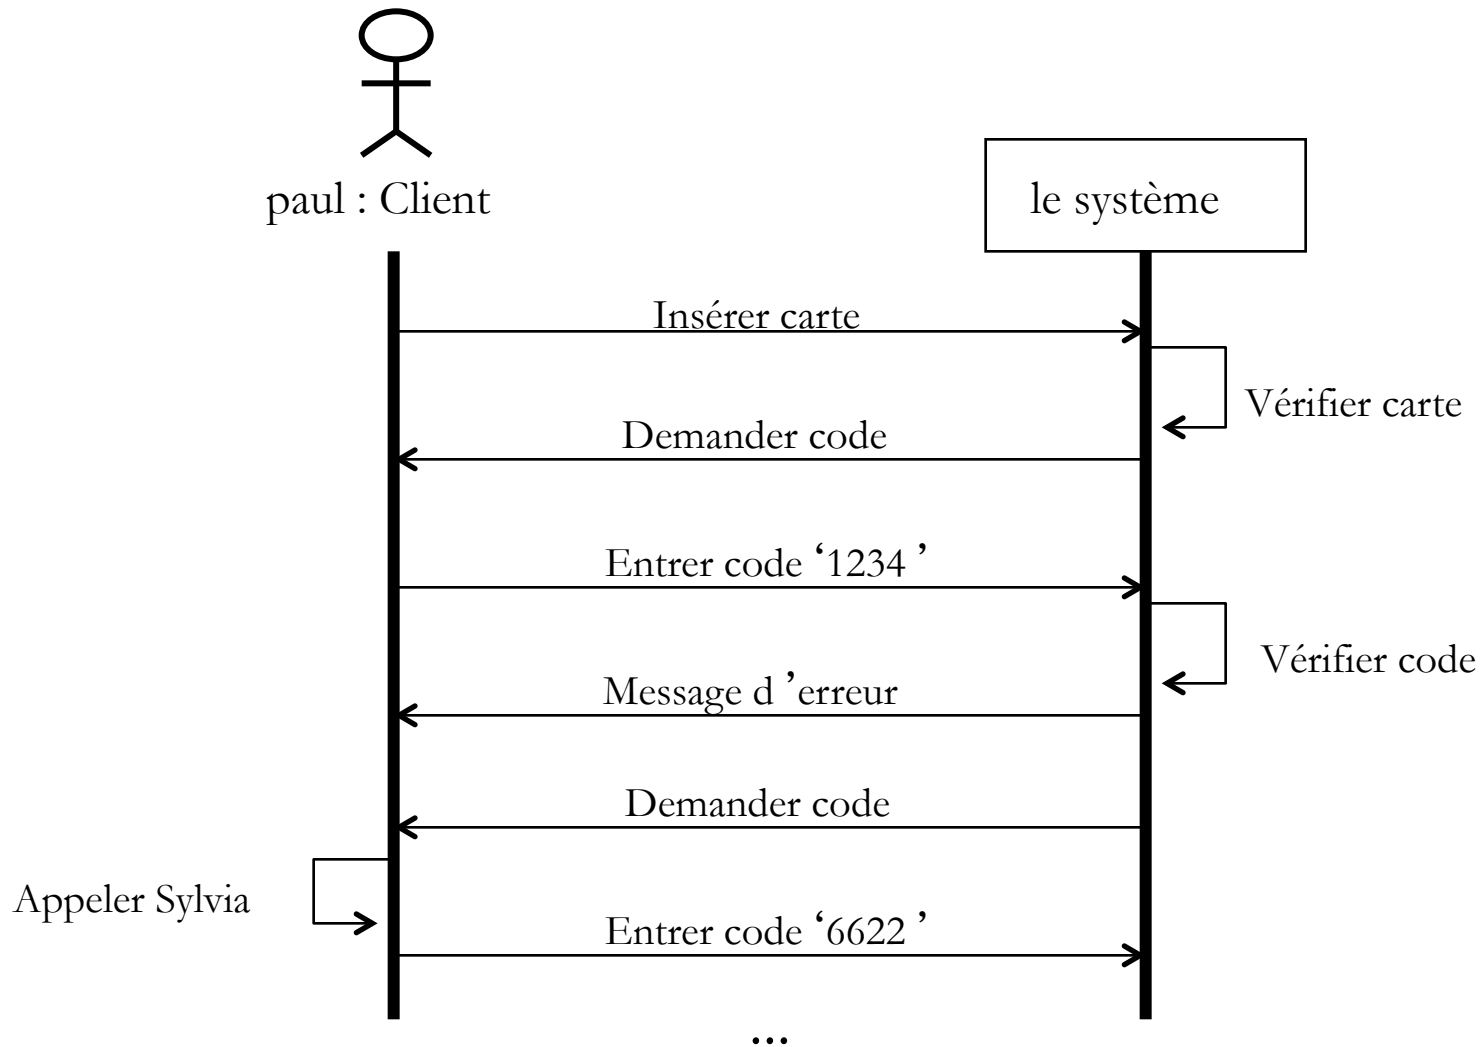 paul : Client
le système
Insérer carte
Vérifier carte
Demander code
Entrer code ‘1234 ’
Vérifier code
Message d ’erreur
Demander code
Appeler Sylvia
Entrer code ‘6622 ’
...